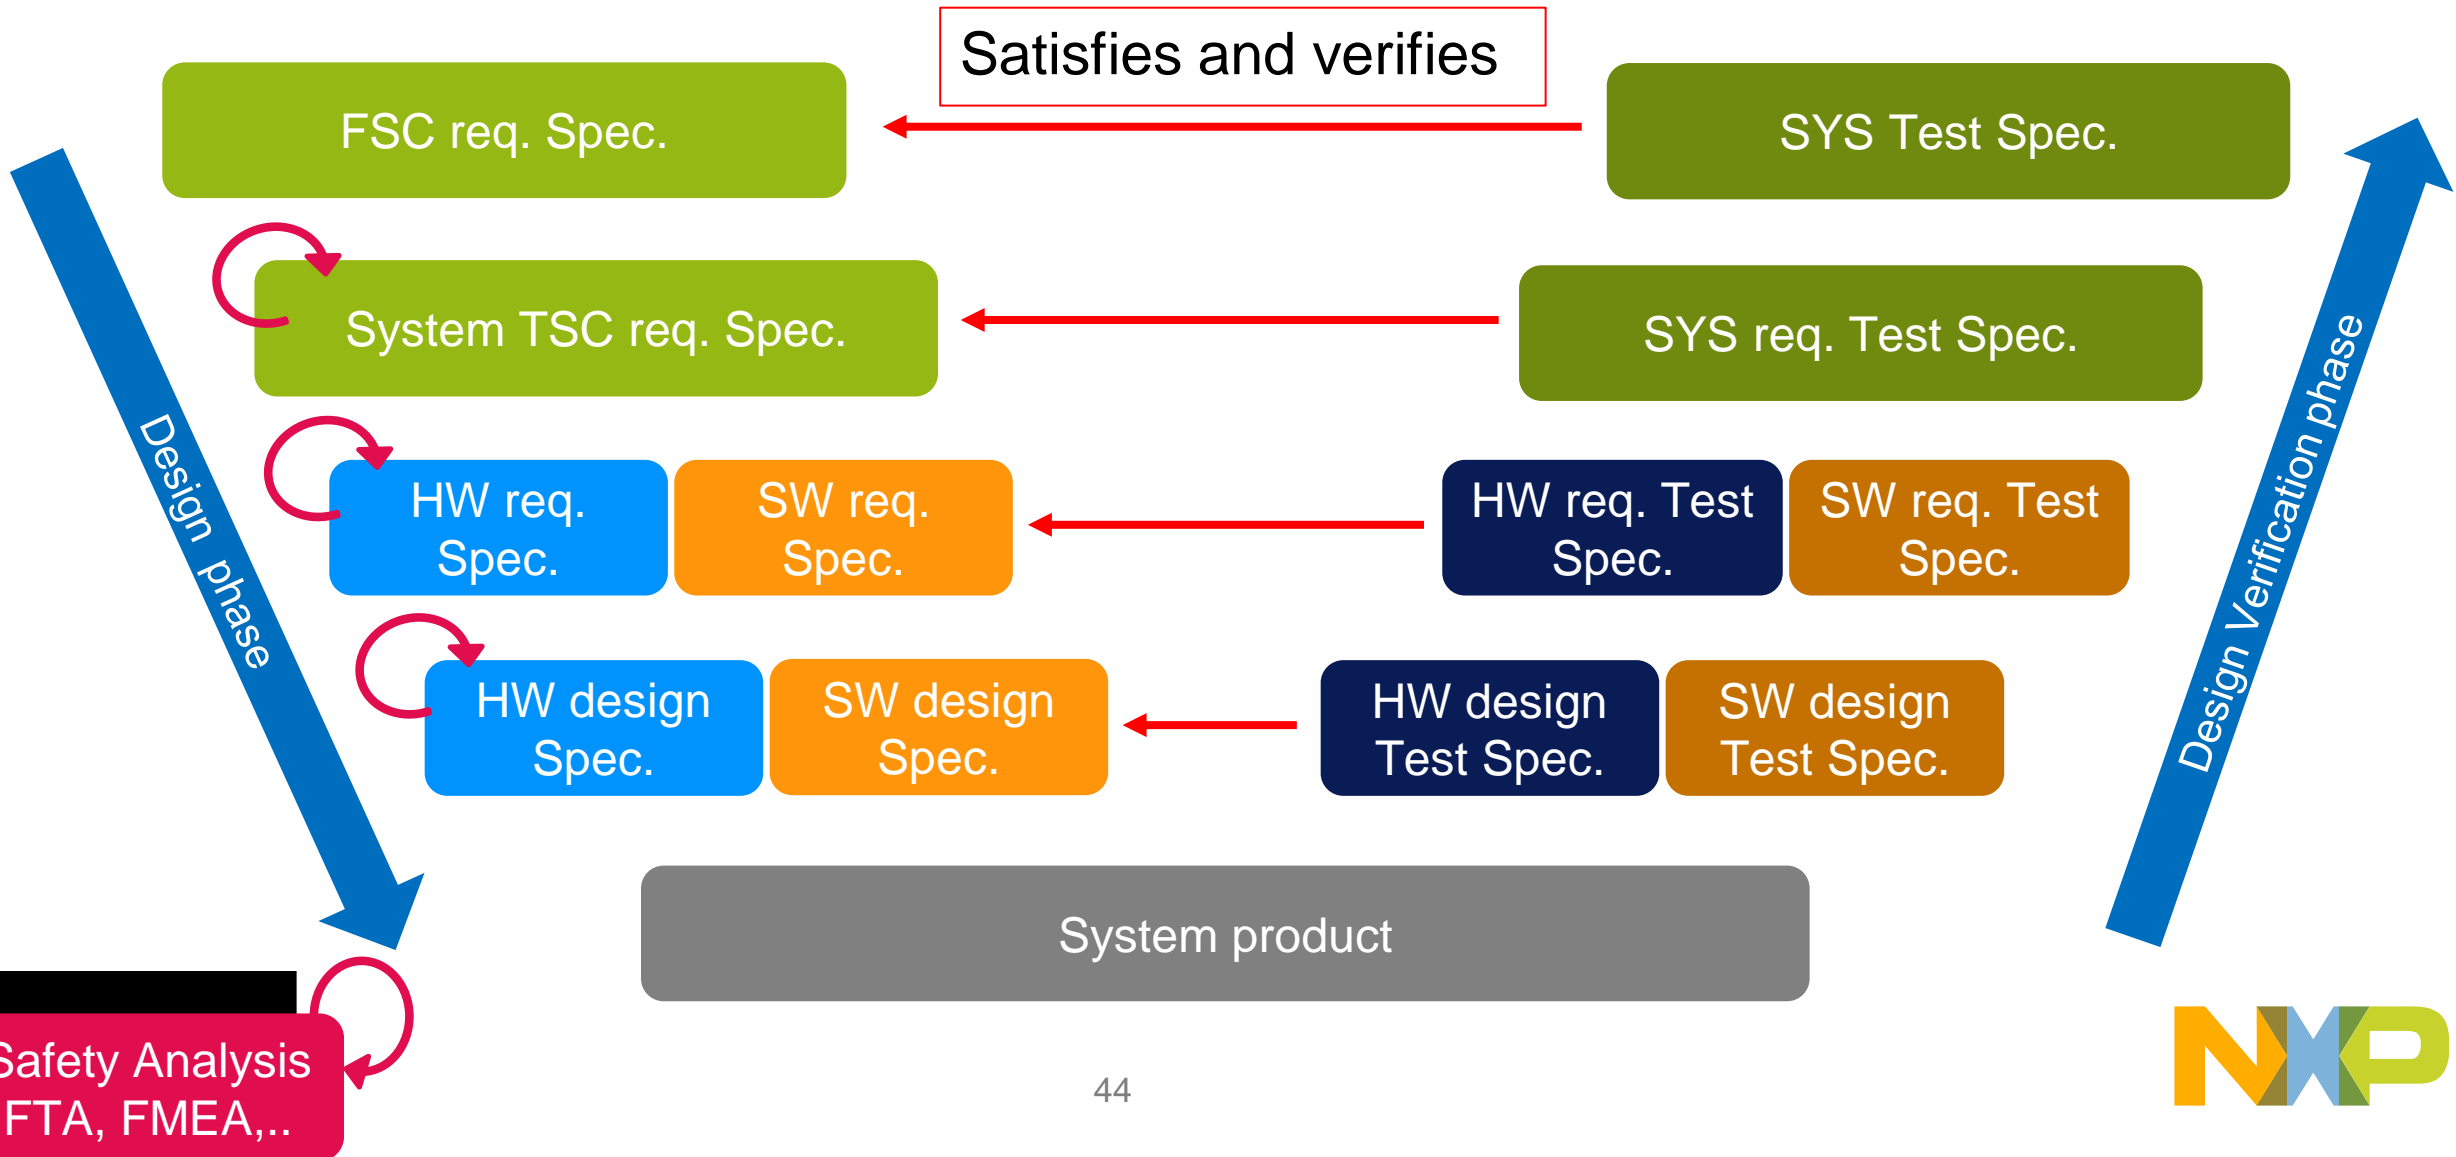 Satisfies and verifies
FSC req. Spec.
SYS Test Spec.
System TSC req. Spec.
SYS req. Test Spec.
Design phase
Design Verification phase
HW req.
Spec.
SW req.
Spec.
HW req. Test
Spec.
SW req. Test
Spec.
HW design
Spec.
SW design
Spec.
HW design
Test Spec.
SW design
Test Spec.
System product
Safety Analysis
FTA, FMEA,..
44
NXP